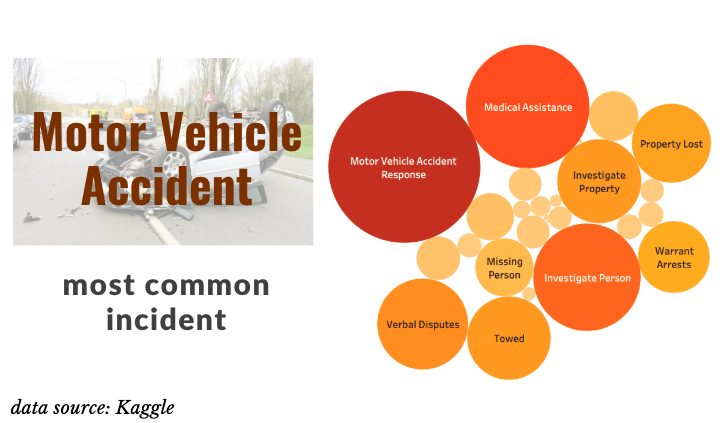 Motor Vehicle
Accident
most common
incident
data source: Kaggle
Motor Vehicle Accident
Response
Medical Assistance
Property Lost
Investigate
Property
Warrant
Arrests
Missing
Person
Investigate Person
Verbal Disputes
Towed